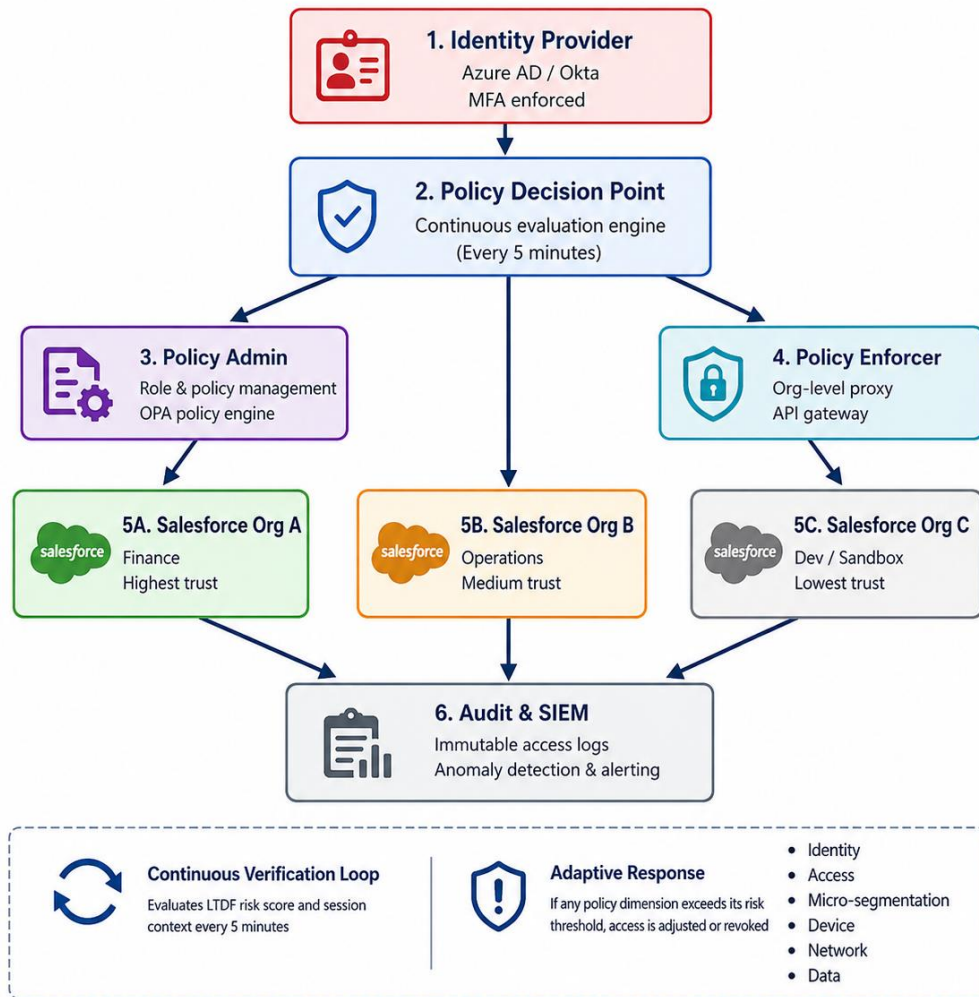 1. Identity Provider
Azure AD / Okta
MFA enforced
2. Policy Decision Point
Continuous evaluation engine
(Every 5 minutes)
3. Policy Admin
Role & policy management
OPA policy engine
4. Policy Enforcer
Org-level proxy
API gateway
salesforce
5A. Salesforce Org A
Finance
Highest trust
salesforce
5B. Salesforce Org B
Operations
Medium trust
salesforce
5C. Salesforce Org C
Dev / Sandbox
Lowest trust
6. Audit & SIEM
Immutable access logs
Anomaly detection & alerting
Continuous Verification Loop
Evaluates LTDF risk score and session
context every 5 minutes
Adaptive Response
If any policy dimension exceeds its risk
threshold, access is adjusted or revoked
• Identity
• Access
• Micro-segmentation
• Device
• Network
• Data